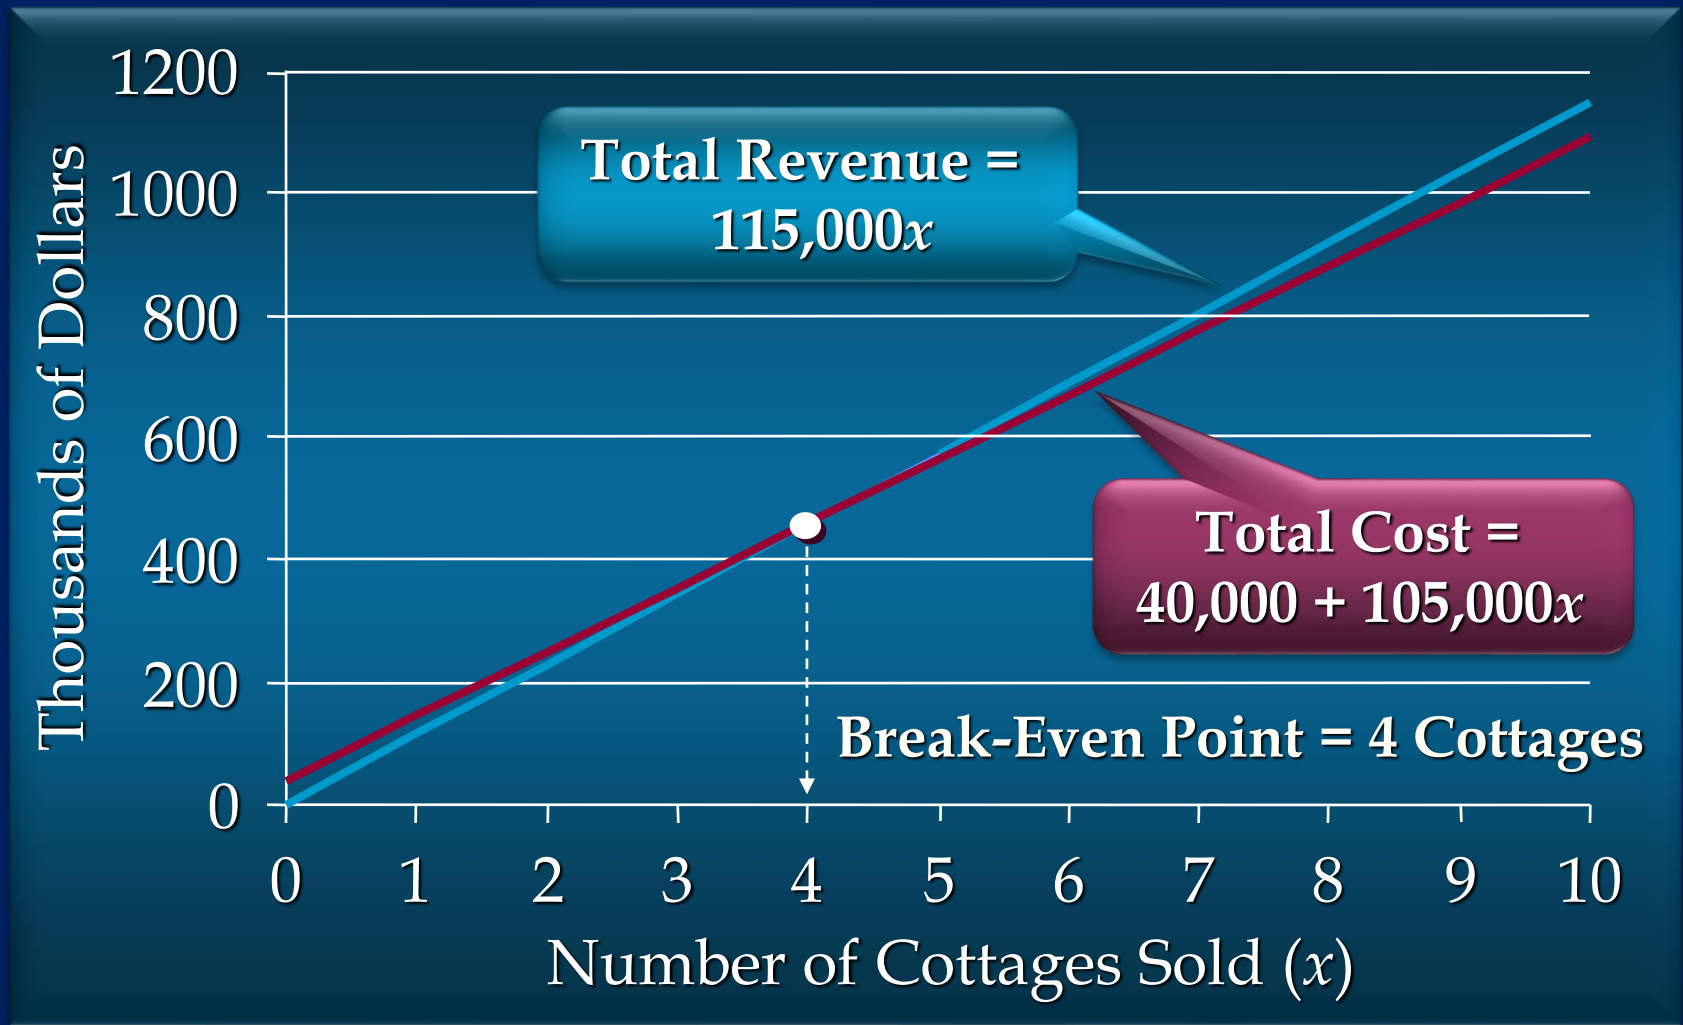 1200
1000
800
600
400
200
0
Thousands of Dollars
Total Revenue =
115,000x
Total Cost =
40,000 + 105,000x
Break-Even Point = 4 Cottages
0 1 2 3 4 5 6 7 8 9 10
Number of Cottages Sold (x)